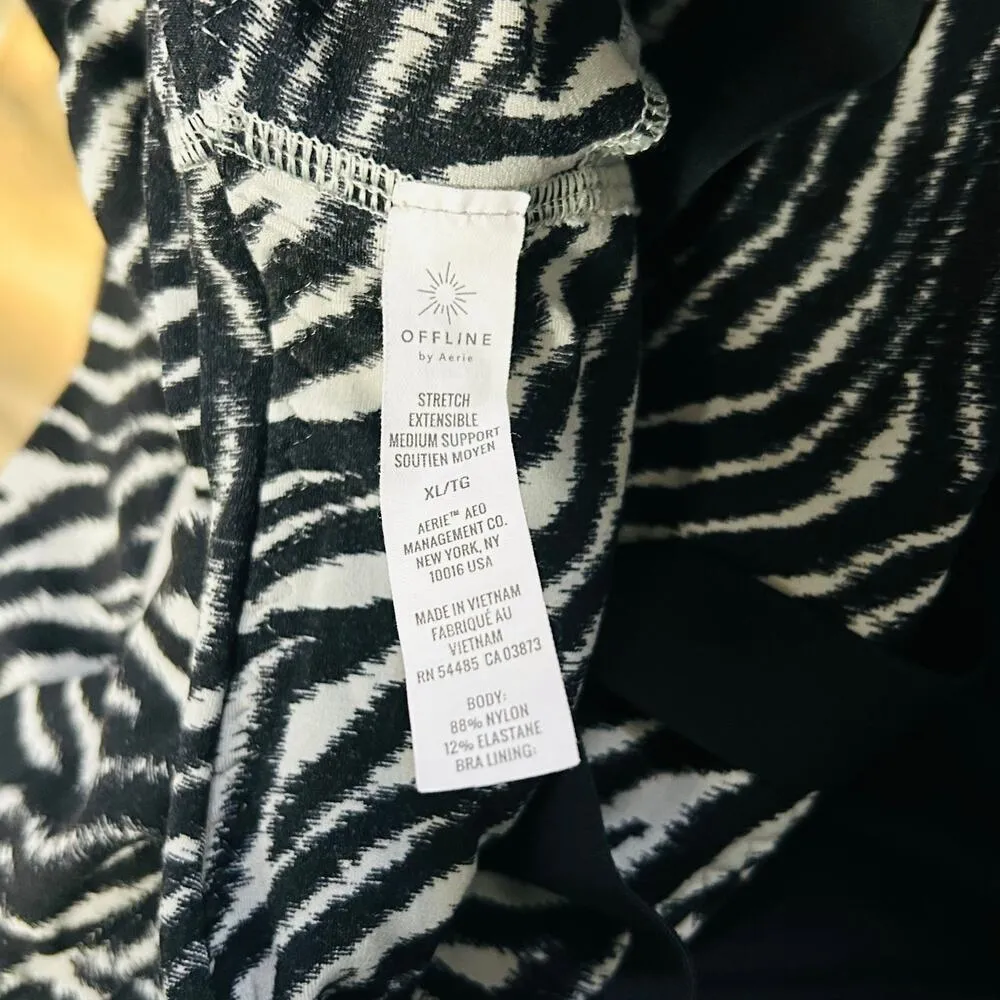 OFFLINE
by Aerie
STRETCH
EXTENSIBLE
MEDIUM SUPPORT
SOUTIEN MOYEN
XL/TG
AERIE™ AEO
MANAGEMENT CO.
NEW YORK, NY
10016 USA
MADE IN VIETNAM
FABRIQUÉ AU
VIETNAM
RN 54485 CA 03873
BODY:
88% NYLON
12% ELASTANE
BRA LINING: